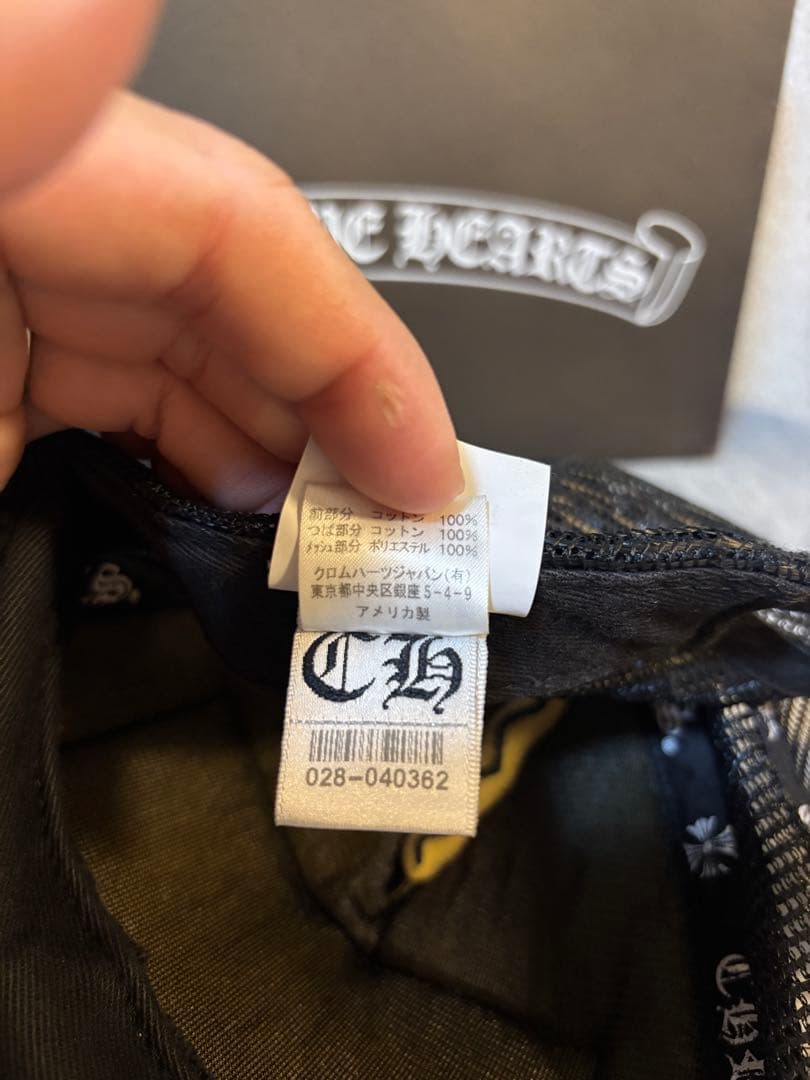 HEARTS
前部分 コットン 100%
つば部分 コットン 100%
メッシュ部分 ポリエステル 100%
クロムハーツジャパン(有)
東京都中央区銀座5-4-9
アメリカ製
CH
028-040362